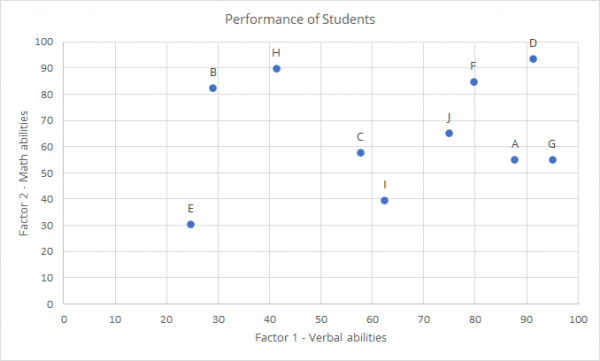 Performance of Students
Factor 2 - Math abilities
100
90
80
70
60
50
40
30
20
10
0
D
H
F
B
J
C
A
G
I
E
0 10 20 30 40 50 60 70 80 90 100
Factor 1 - Verbal abilities